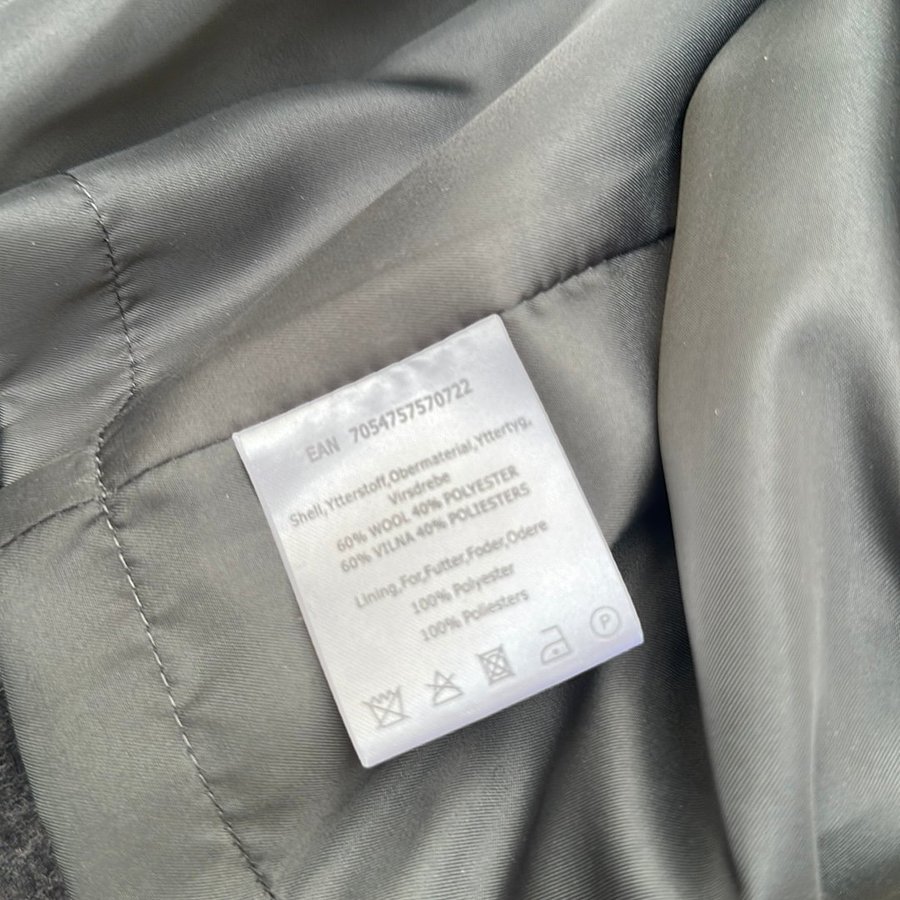 EAN 7054757570722
Shell,Ytterstoff,Obermaterial,Yttertyg,
Virsdrebe
60% WOOL 40% POLYESTER
60% VILNA 40% POLIESTERS
Lining,For,Futter,Foder,Odere
100% Polyester
100% Poliesters
P